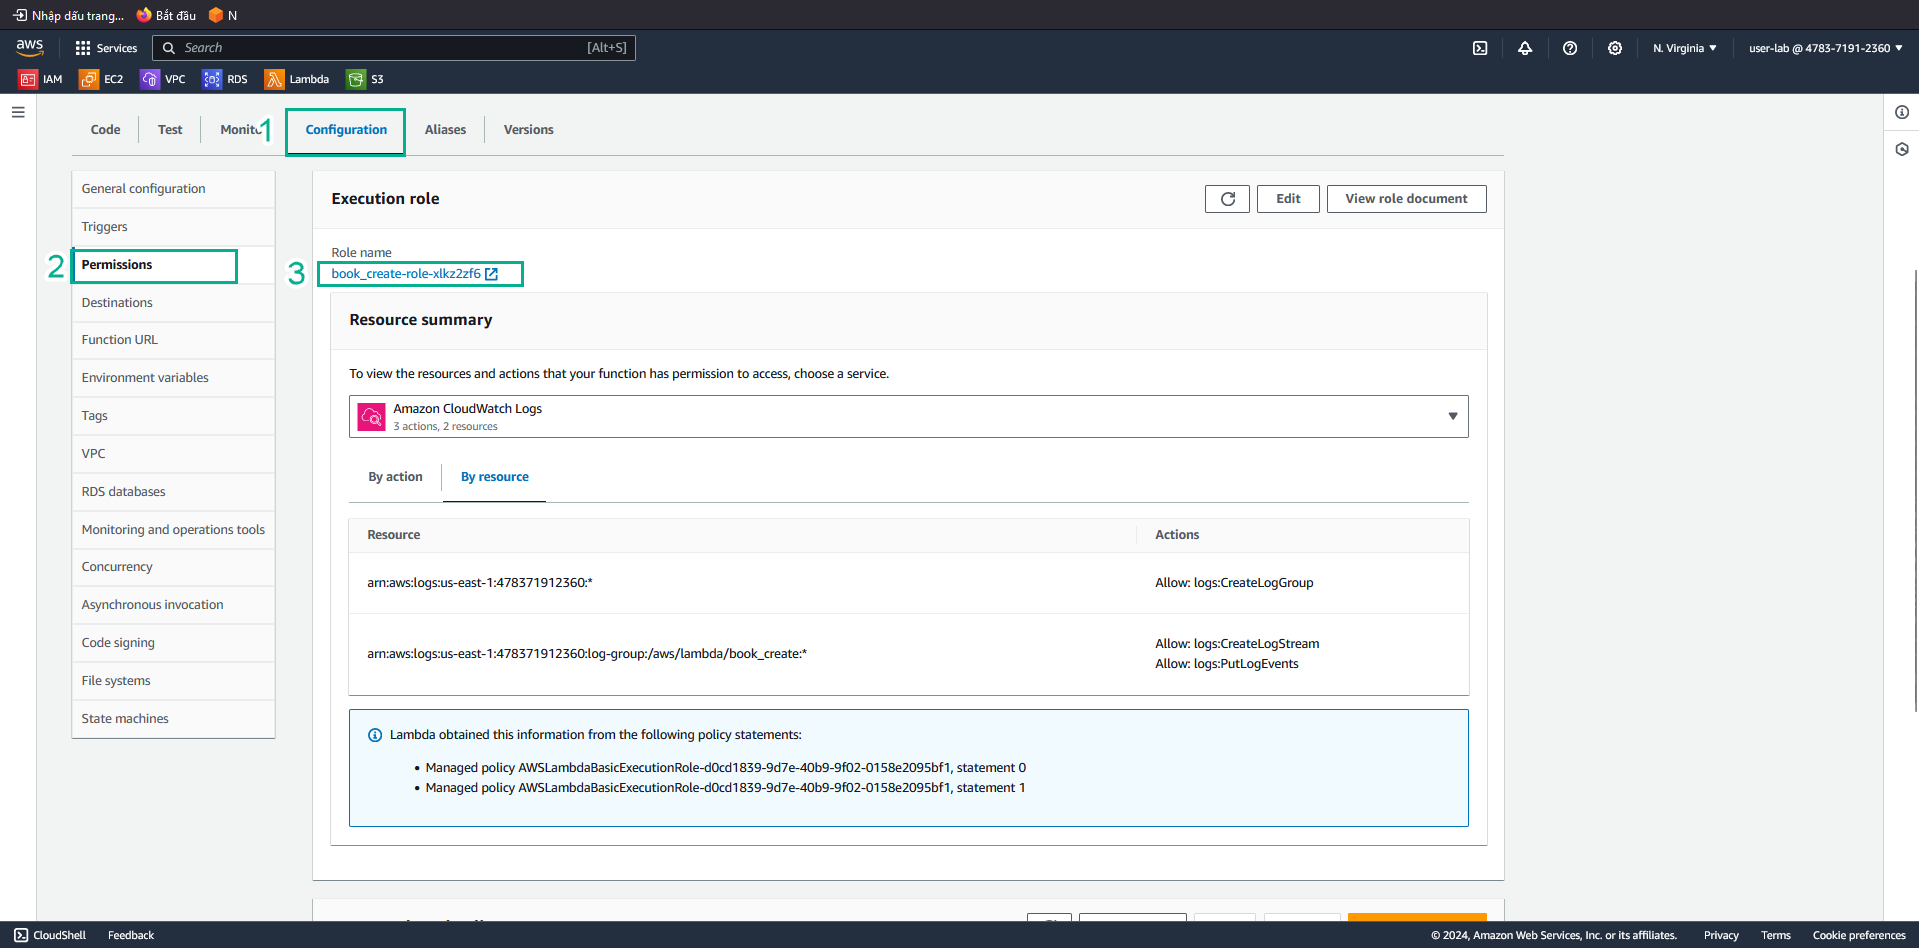 Nhập dấu trang... Bắt đầu N
aws Services Search [Alt+S] N. Virginia user-lab @ 4783-7191-2360
IAM EC2 VPC RDS Lambda S3
Code Test 1 Configuration Aliases Versions
General configuration
Triggers
2 Permissions
Destinations
Function URL
Environment variables
Tags
VPC
RDS databases
Monitoring and operations tools
Concurrency
Asynchronous invocation
Code signing
File systems
State machines
Execution role Edit View role document
Role name
3 book_create-role-xlkz2zf6
Resource summary
To view the resources and actions that your function has permission to access, choose a service.
Amazon CloudWatch Logs
3 actions, 2 resources
By action By resource
Resource Actions
arn:aws:logs:us-east-1:478371912360:* Allow: logs:CreateLogGroup
arn:aws:logs:us-east-1:478371912360:log-group:/aws/lambda/book_create:* Allow: logs:CreateLogStream
Allow: logs:PutLogEvents
Lambda obtained this information from the following policy statements:
• Managed policy AWSLambdaBasicExecutionRole-d0cd1839-9d7e-40b9-9f02-0158e2095bf1, statement 0
• Managed policy AWSLambdaBasicExecutionRole-d0cd1839-9d7e-40b9-9f02-0158e2095bf1, statement 1
CloudShell Feedback © 2024, Amazon Web Services, Inc. or its affiliates. Privacy Terms Cookie preferences